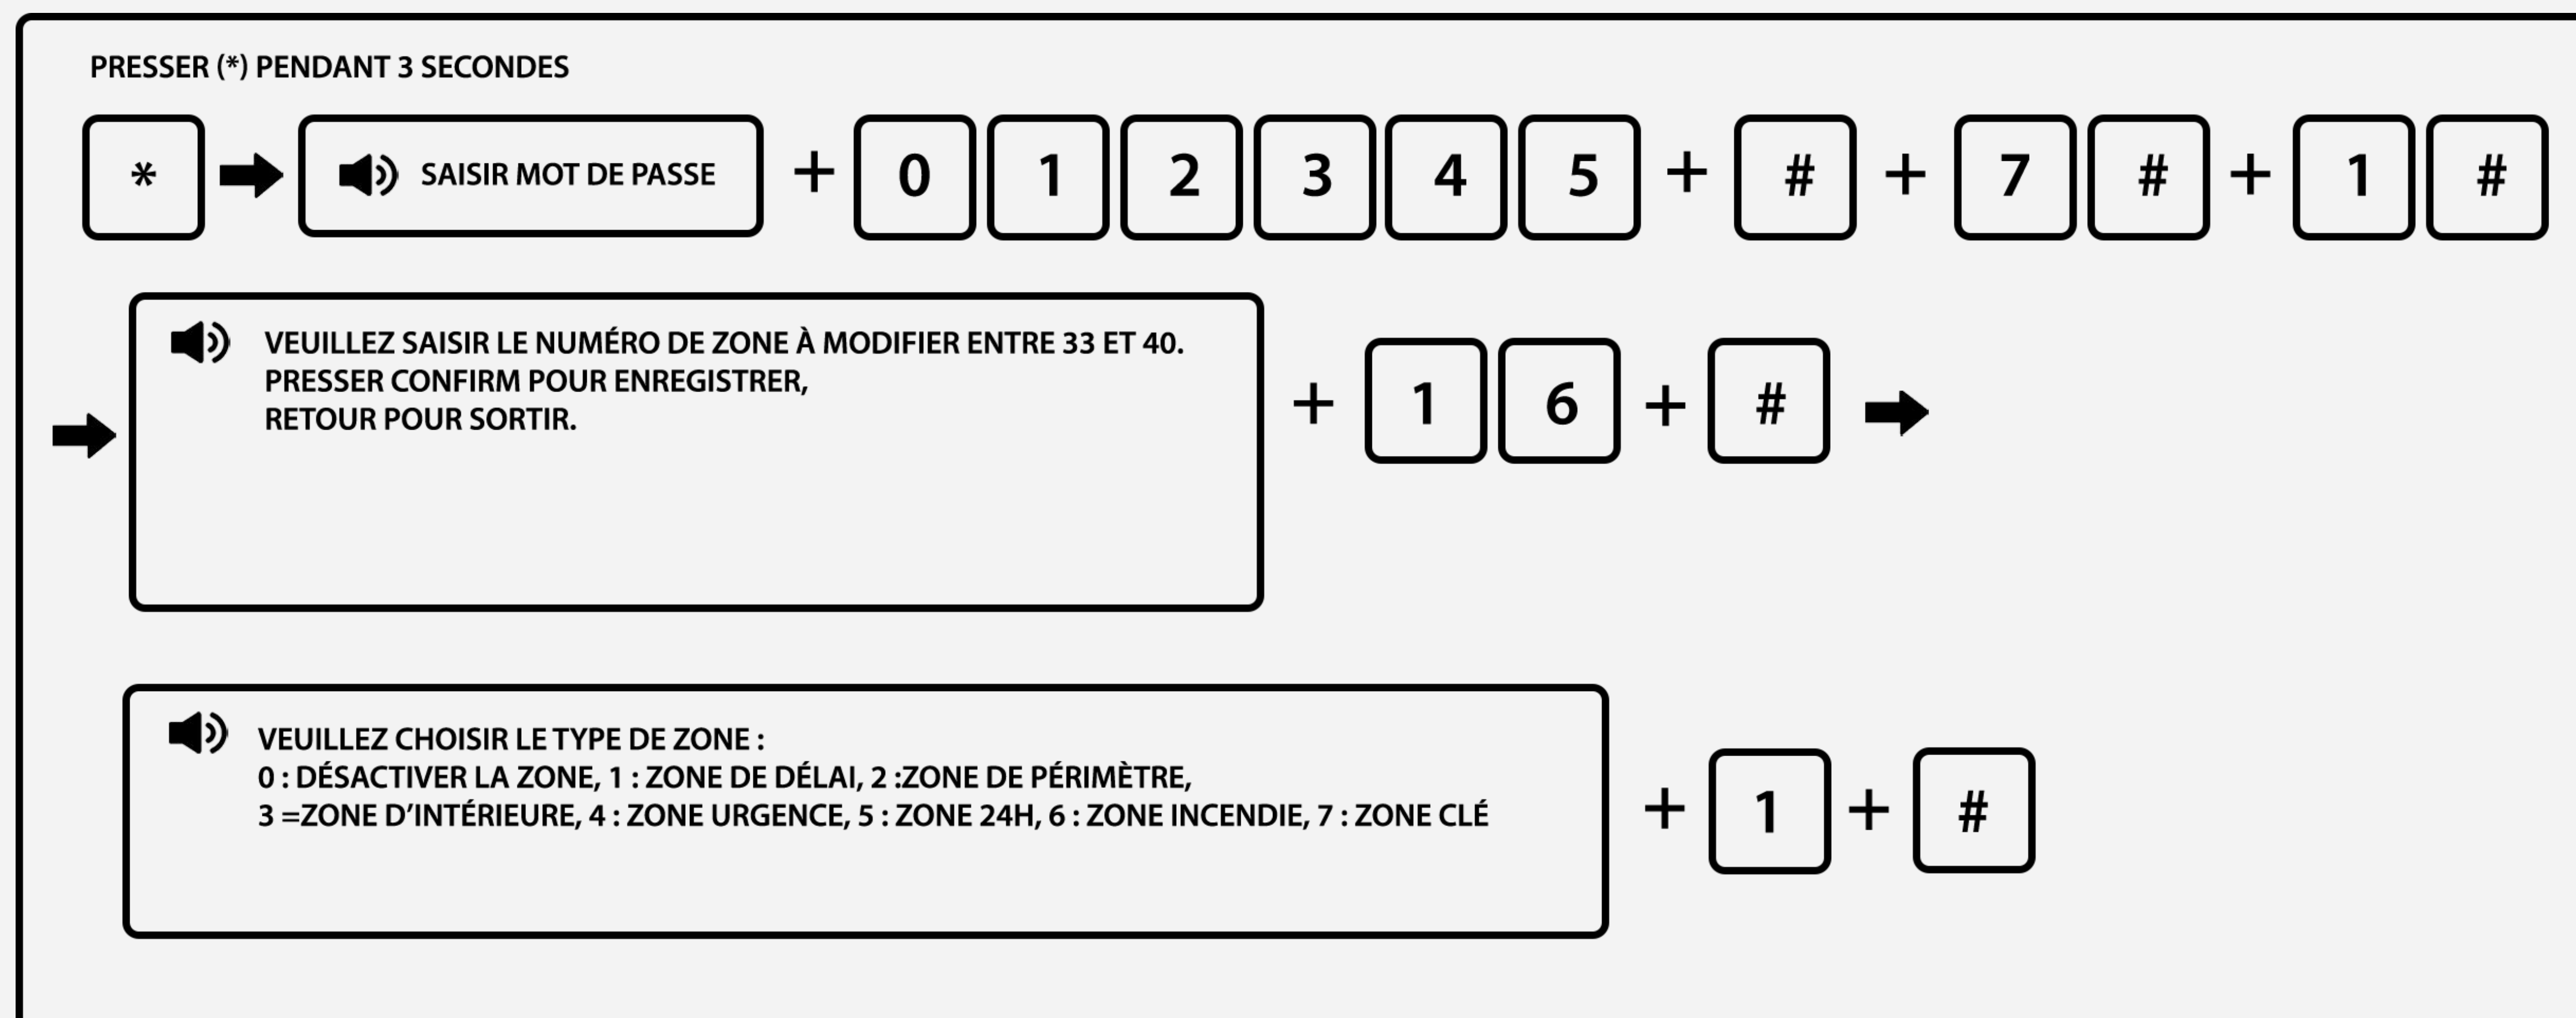 PRESSER (*) PENDANT 3 SECONDES
* SAISIR MOT DE PASSE + 0 1 2 3 4 5 + # + 7 # + 1 #
VEUILLEZ SAISIR LE NUMÉRO DE ZONE À MODIFIER ENTRE 33 ET 40.
PRESSER CONFIRM POUR ENREGISTRER,
RETOUR POUR SORTIR.
+ 1 6 + #
VEUILLEZ CHOISIR LE TYPE DE ZONE :
0 : DÉSACTIVER LA ZONE, 1 : ZONE DE DÉLAI, 2 :ZONE DE PÉRIMÈTRE,
3 =ZONE D’INTÉRIEURE, 4 : ZONE URGENCE, 5 : ZONE 24H, 6 : ZONE INCENDIE, 7 : ZONE CLÉ
+ 1 + #